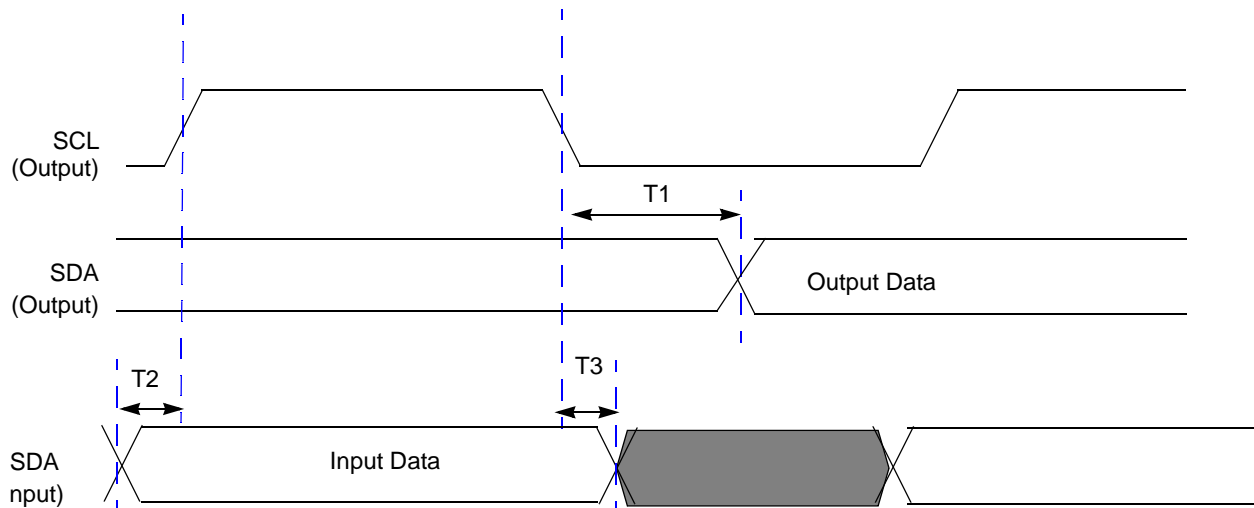 SCL
(Output)
T1
SDA
(Output)
Output Data
T2
T3
SDA
nput)
Input Data